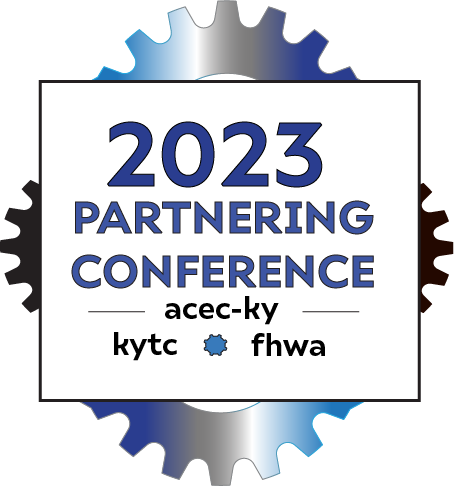 2023
PARTNERING
CONFERENCE
acec-ky
kytc fhwa